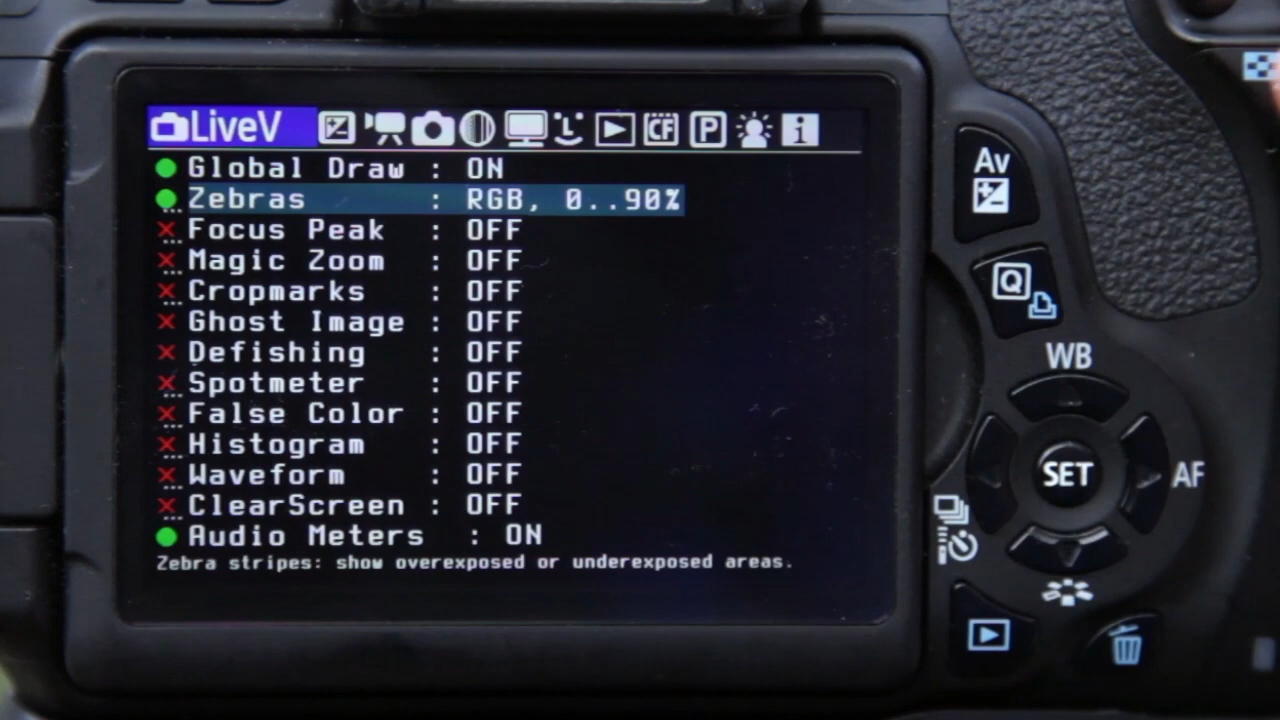 LiveV
CF P i
Global Draw : ON
Zebras : RGB, 0..90%
Focus Peak : OFF
Magic Zoom : OFF
Cropmarks : OFF
Ghost Image : OFF
Defishing : OFF
Spotmeter : OFF
False Color : OFF
Histogram : OFF
Waveform : OFF
ClearScreen : OFF
Audio Meters : ON
Zebra stripes: show overexposed or underexposed areas.
Av
Q
WB
SET
AF